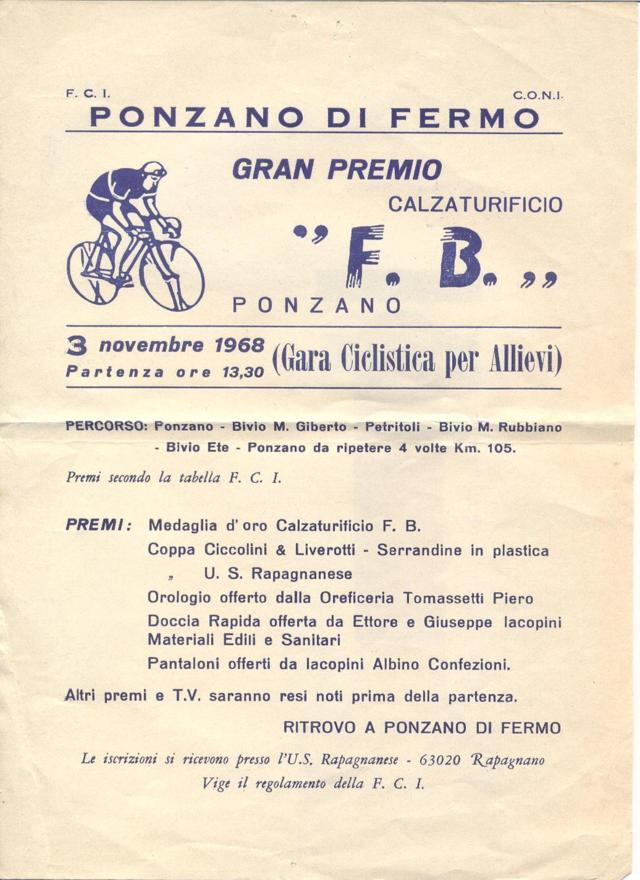 F. C. I.
C.O.N.I.
PONZANO DI FERMO
GRAN PREMIO
CALZATURIFICIO
" F. B. „
PONZANO
3 novembre 1968
Partenza ore 13,30
(Gara Ciclistica per Allievi)
PERCORSO: Ponzano - Bivio M. Giberto - Petritoli - Bivio M. Rubbiano
- Bivio Ete - Ponzano da ripetere 4 volte Km. 105.
Premi secondo la tabella F. C. I.
PREMI: Medaglia d'oro Calzaturificio F. B.
Coppa Ciccolini & Liverotti - Serrandine in plastica
„ U. S. Rapagnanese
Orologio offerto dalla Oreficeria Tomassetti Piero
Doccia Rapida offerta da Ettore e Giuseppe Iacopini
Materiali Edili e Sanitari
Pantaloni offerti da Iacopini Albino Confezioni.
Altri premi e T.V. saranno resi noti prima della partenza.
RITROVO A PONZANO DI FERMO
Le iscrizioni si ricevono presso l'U.S. Rapagnanese - 63020 Rapagnano
Vige il regolamento della F. C. I.